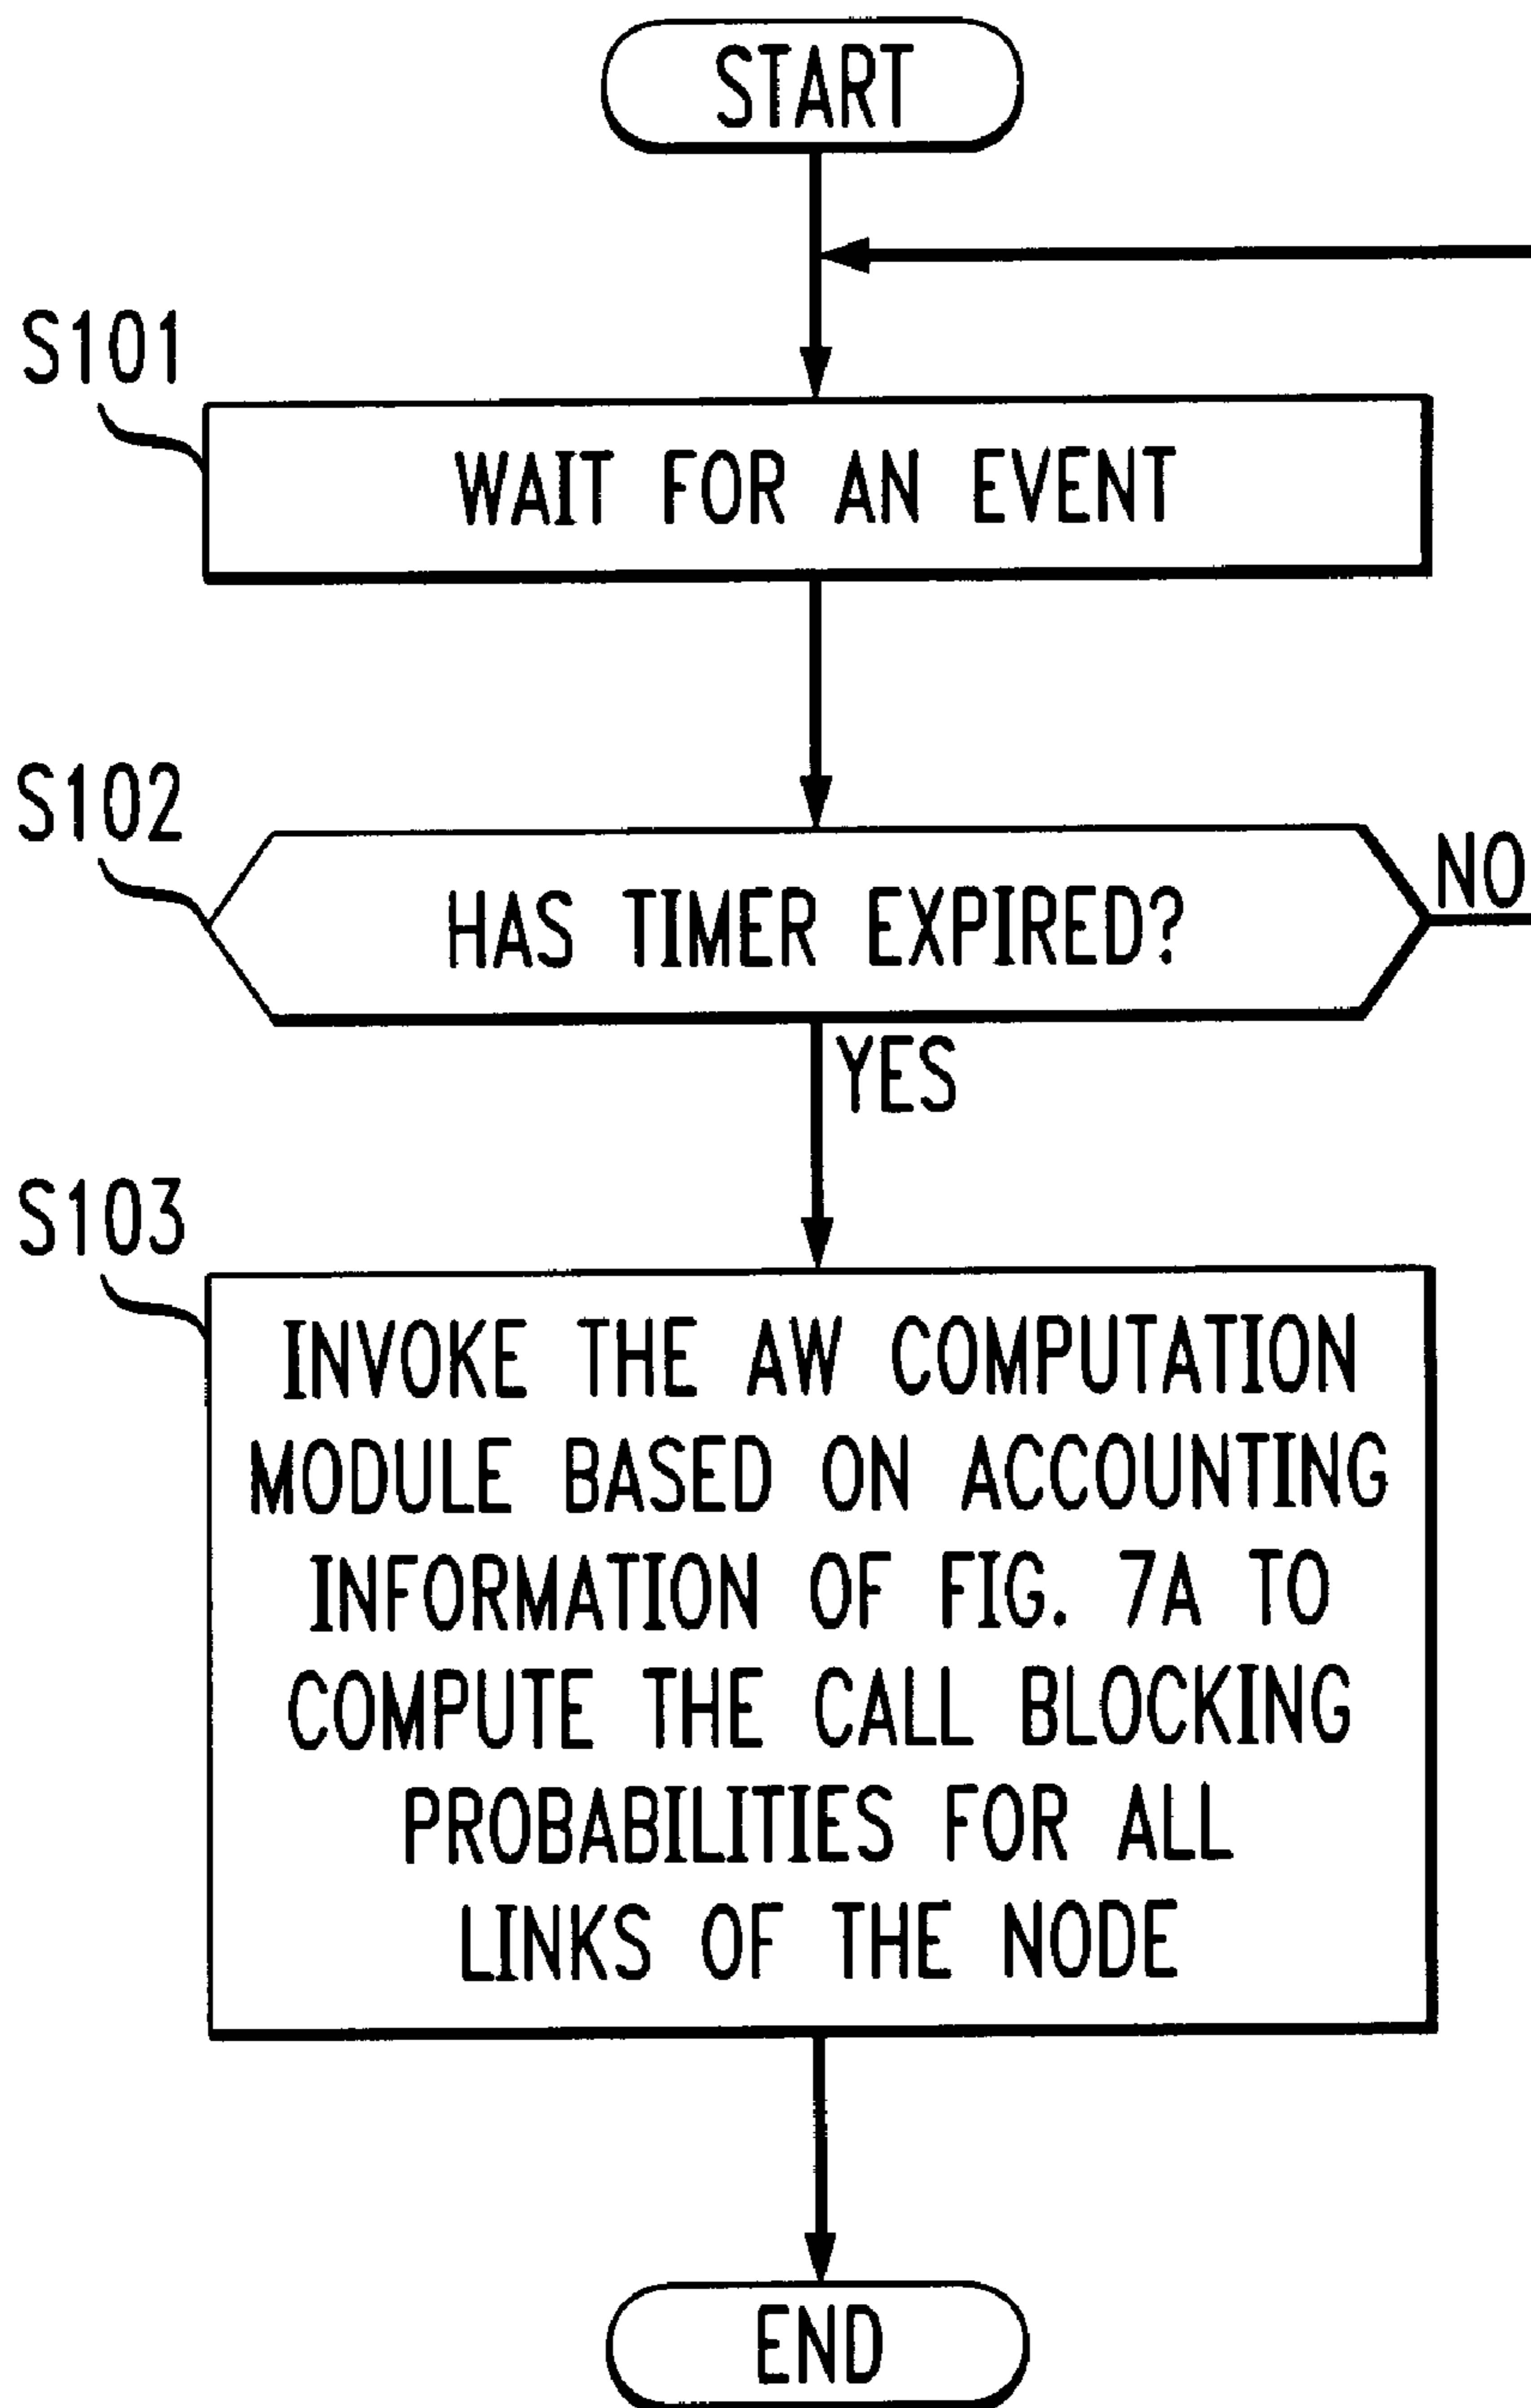 START
S101
WAIT FOR AN EVENT
S102
HAS TIMER EXPIRED?
NO
YES
S103
INVOKE THE AW COMPUTATION
MODULE BASED ON ACCOUNTING
INFORMATION OF FIG. 7A TO
COMPUTE THE CALL BLOCKING
PROBABILITIES FOR ALL
LINKS OF THE NODE
END